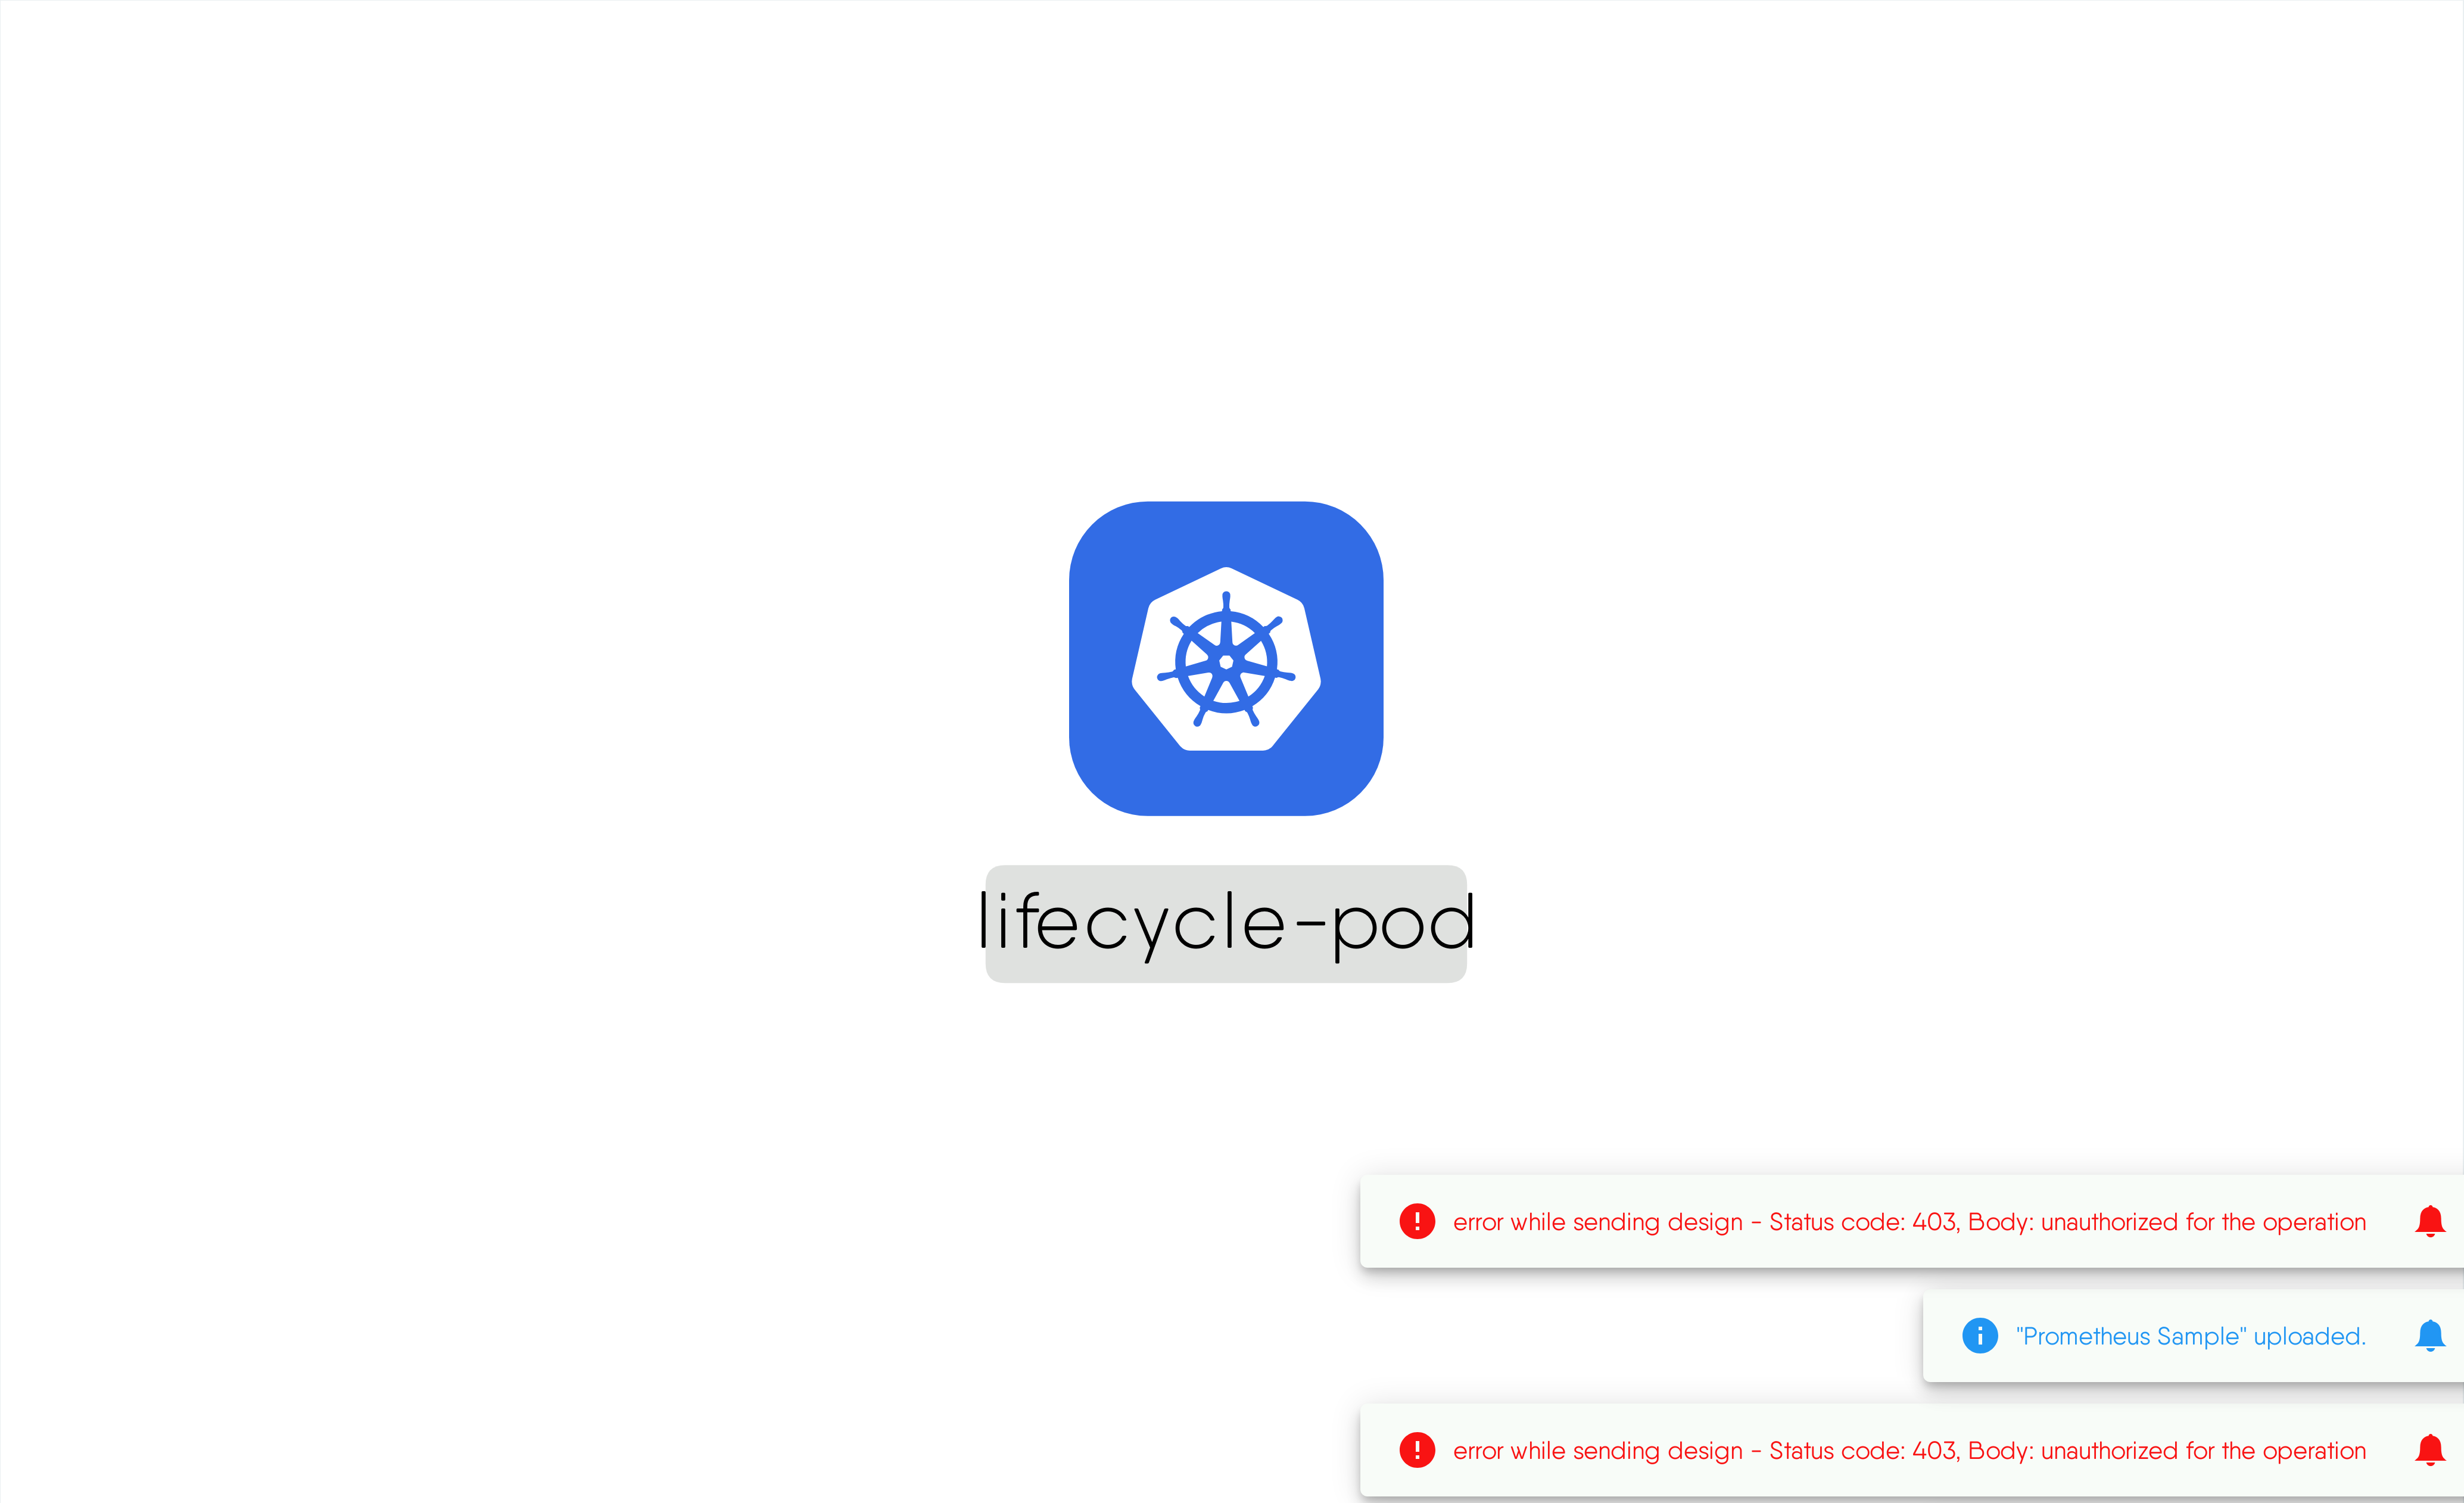 lifecycle-pod
error while sending design - Status code: 403, Body: unauthorized for the operation
"Prometheus Sample" uploaded.
error while sending design - Status code: 403, Body: unauthorized for the operation